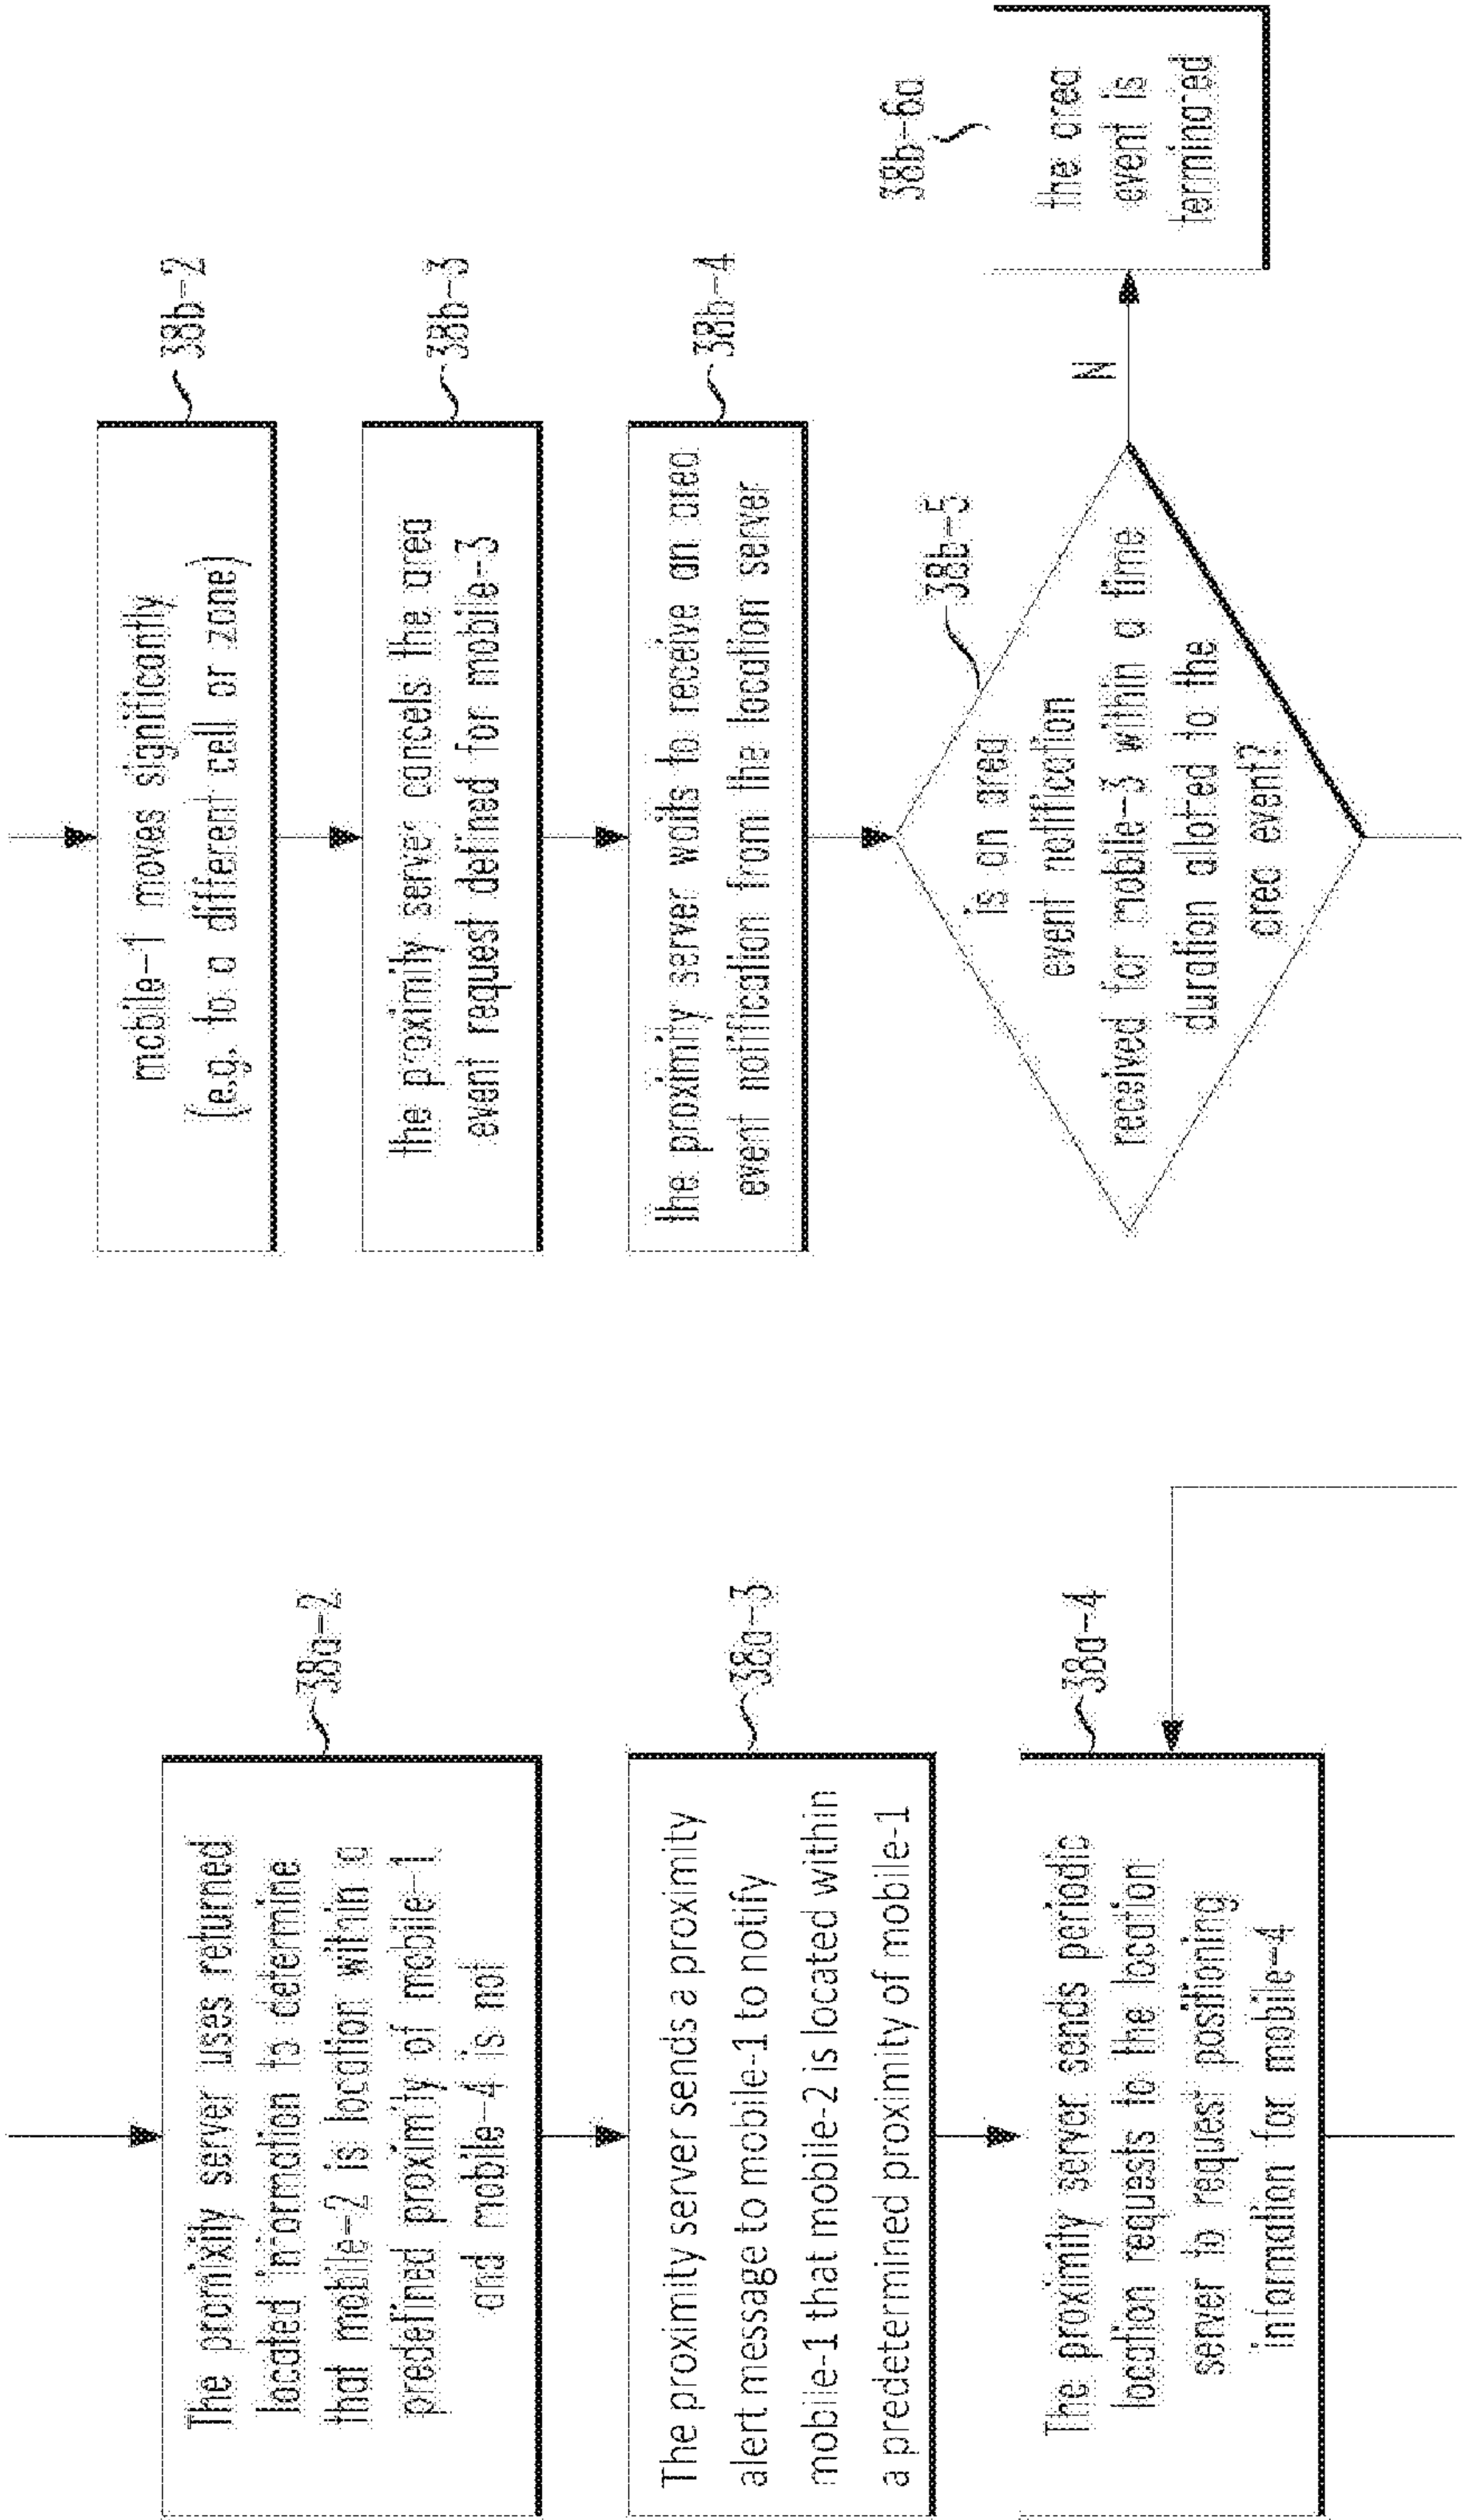 The promixity server uses returned
located information to determine
that mobile-2 is location within a
predefined proximity of mobile-1
and mobile-4 is not
38a-2
The proximity server sends a proximity
alert message to mobile-1 to notify
mobile-1 that mobile-2 is located within
a predetermined proximity of mobile-1
38a-3
The proximity server sends periodic
location requests to the location
server to request positioning
information for mobile-4
38a-4
mobile-1 moves significantly
(e.g, to a different cell or zone)
38b-2
the proximity server cancels the area
event request defined for mobile-3
38b-3
the proximity server waits to receive an area
event notification from the location server
38b-4
is an area
event notification
received for mobile-3 within a time
duration allotted to the
area event?
38b-5
N
38b-6a
the area
event is
terminated